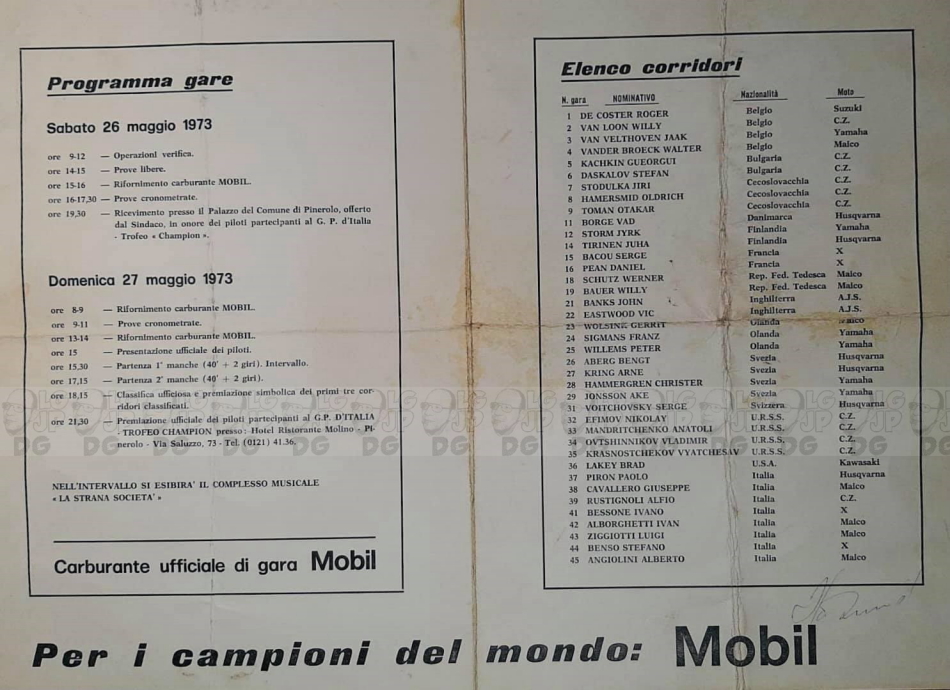 Programma gare
Sabato 26 maggio 1973
ore 9-12 — Operazioni verifica.
ore 14-15 — Prove libere.
ore 15-16 — Rifornimento carburante MOBIL.
ore 16-17,30 — Prove cronometrate.
ore 19,30 — Ricevimento presso il Palazzo del Comune di Pinerolo, offerto
dal Sindaco, in onore dei piloti partecipanti al G. P. d'Italia
- Trofeo « Champion ».
Domenica 27 maggio 1973
ore 8-9 — Rifornimento carburante MOBIL.
ore 9-11 — Prove cronometrate.
ore 13-14 — Rifornimento carburante MOBIL.
ore 15 — Presentazione ufficiale dei piloti.
ore 15,30 — Partenza 1ª manche (40' + 2 giri). Intervallo.
ore 17,15 — Partenza 2ª manche (40' + 2 giri).
ore 18,15 — Classifica ufficiosa e premiazione simbolica dei primi tre cor-
ridori classificati.
ore 21,30 — Premiazione ufficiale dei piloti partecipanti al G.P. D'ITALIA
- TROFEO CHAMPION presso: Hotel Ristorante Molino - Pi-
nerolo - Via Saluzzo, 73 - Tel. (0121) 41.36.
NELL'INTERVALLO SI ESIBIRA' IL COMPLESSO MUSICALE
« LA STRANA SOCIETA' »
Carburante ufficiale di gara Mobil
Elenco corridori
N. gara NOMINATIVO Nazionalità Moto
1 DE COSTER ROGER Belgio Suzuki
2 VAN LOON WILLY Belgio C.Z.
3 VAN VELTHOVEN JAAK Belgio Yamaha
4 VANDER BROECK WALTER Belgio Maico
5 KACHKIN GUEORGUI Bulgaria C.Z.
6 DASKALOV STEFAN Bulgaria C.Z.
7 STODULKA JIRI Cecoslovacchia C.Z.
8 HAMERSMID OLDRICH Cecoslovacchia C.Z.
9 TOMAN OTAKAR Cecoslovacchia C.Z.
11 BORGE VAD Danimarca Husqvarna
12 STORM JYRK Finlandia Yamaha
14 TIRINEN JUHA Finlandia Husqvarna
15 BACOU SERGE Francia X
16 PEAN DANIEL Francia X
18 SCHUTZ WERNER Rep. Fed. Tedesca Maico
19 BAUER WILLY Rep. Fed. Tedesca Maico
21 BANKS JOHN Inghilterra A.J.S.
22 EASTWOOD VIC Inghilterra A.J.S.
23 WOLSINK GERRIT Olanda Maico
24 SIGMANS FRANZ Olanda Yamaha
25 WILLEMS PETER Olanda Yamaha
26 ABERG BENGT Svezia Husqvarna
27 KRING ARNE Svezia Husqvarna
28 HAMMERGREN CHRISTER Svezia Yamaha
29 JONSSON AKE Svezia Yamaha
31 VOITCHOVSKY SERGE Svizzera Husqvarna
32 EFIMOV NIKOLAY U.R.S.S. C.Z.
33 MANDRITCHENKO ANATOLI U.R.S.S. C.Z.
34 OVTSHINNIKOV VLADIMIR U.R.S.S. C.Z.
35 KRASNOSTCHEKOV VYATCHESAV U.R.S.S. C.Z.
36 LAKEY BRAD U.S.A. Kawasaki
37 PIRON PAOLO Italia Husqvarna
38 CAVALLERO GIUSEPPE Italia Maico
39 RUSTIGNOLI ALFIO Italia C.Z.
41 BESSONE IVANO Italia X
42 ALBORGHETTI IVAN Italia Maico
43 ZIGGIOTTI LUIGI Italia Maico
44 BENSO STEFANO Italia X
45 ANGIOLINI ALBERTO Italia Maico
Per i campioni del mondo: Mobil